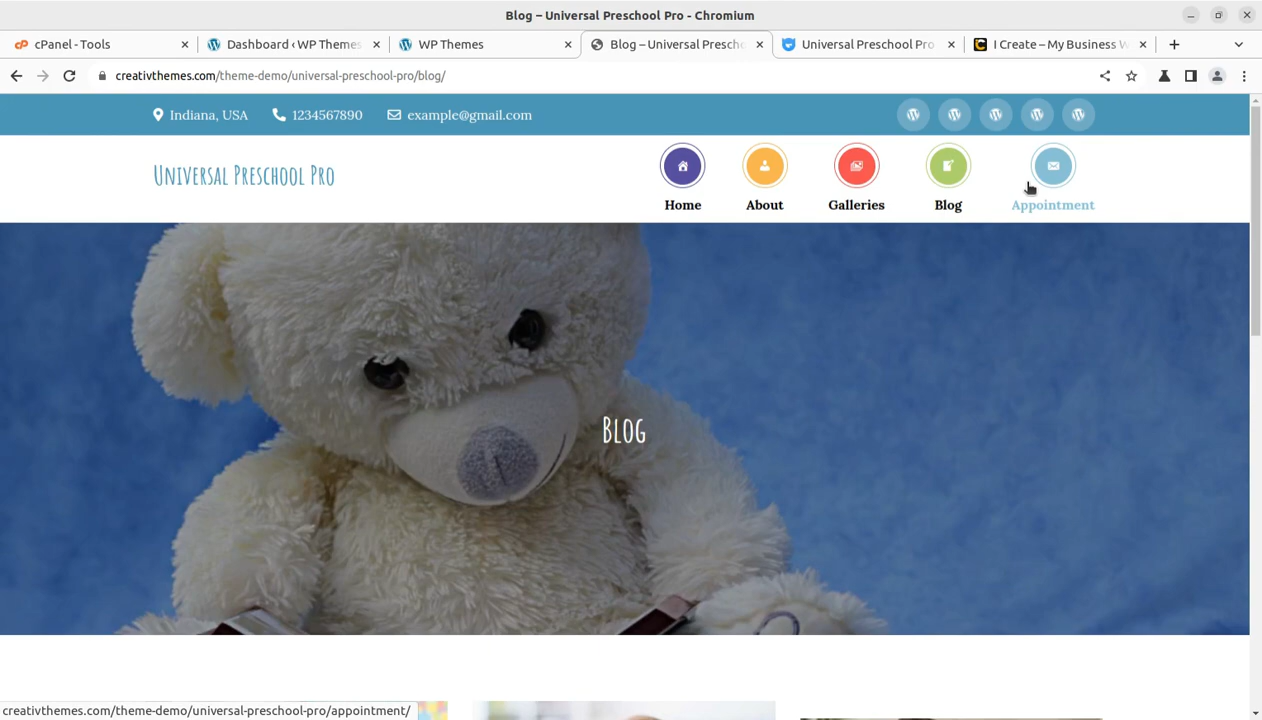 Blog – Universal Preschool Pro - Chromium
cPanel - Tools
Dashboard ‹ WP Themes
WP Themes
Blog – Universal Presch
Universal Preschool Pro
I Create – My Business W
creativthemes.com/theme-demo/universal-preschool-pro/blog/
Indiana, USA
1234567890
example@gmail.com
Universal Preschool Pro
Home
About
Galleries
Blog
Appointment
Blog
creativthemes.com/theme-demo/universal-preschool-pro/appointment/